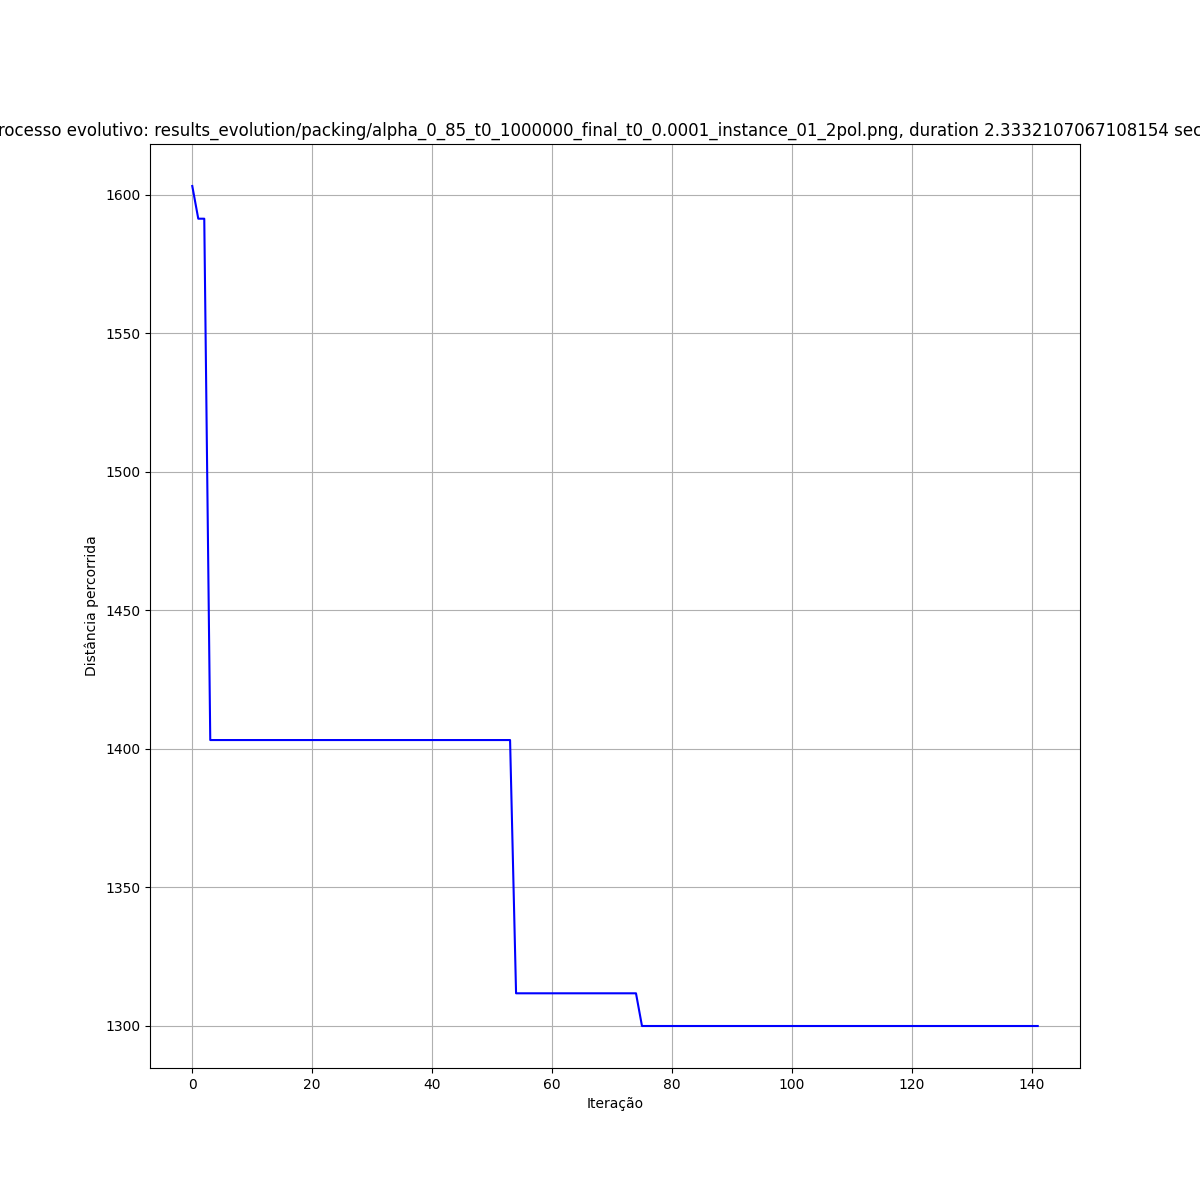 rocesso evolutivo: results_evolution/packing/alpha_0_85_t0_1000000_final_t0_0.0001_instance_01_2pol.png, duration 2.3332107067108154 sec
1600
1550
1500
1450
1400
1350
1300
Distância percorrida
0 20 40 60 80 100 120 140
Iteração